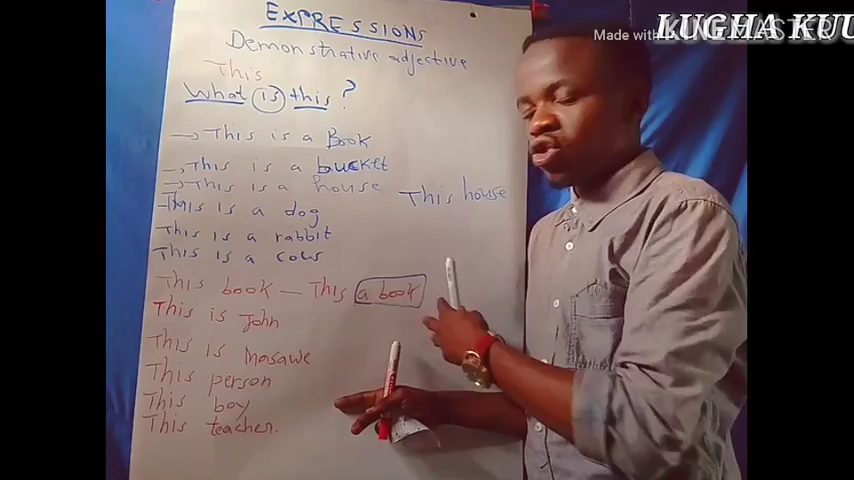 EXPRESSIONS
Demonstrative adjective
This
What is this?
→ This is a Book
→ This is a bucket
→ This is a house
This house
This is a dog
This is a rabbit
This is a cow
This book — This a book
This is John
This is Masawe
This person
This boy
This teacher.
Made with KINEMASTER
LUGHA KUU